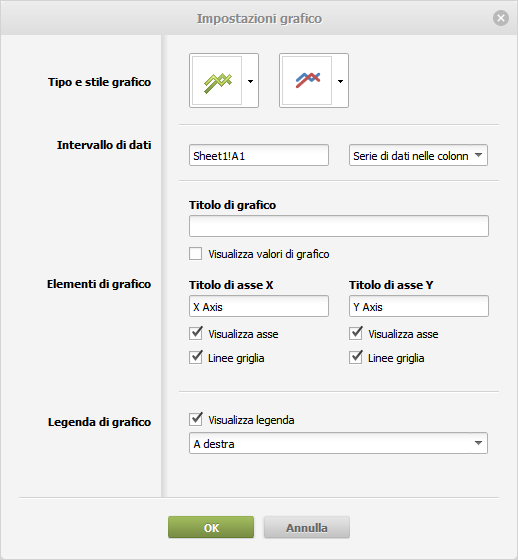 Impostazioni grafico
Tipo e stile grafico
Intervallo di dati
Sheet1!A1
Serie di dati nelle colonn
Titolo di grafico
Visualizza valori di grafico
Elementi di grafico
Titolo di asse X
Titolo di asse Y
X Axis
Y Axis
Visualizza asse
Visualizza asse
Linee griglia
Linee griglia
Legenda di grafico
Visualizza legenda
A destra
OK
Annulla